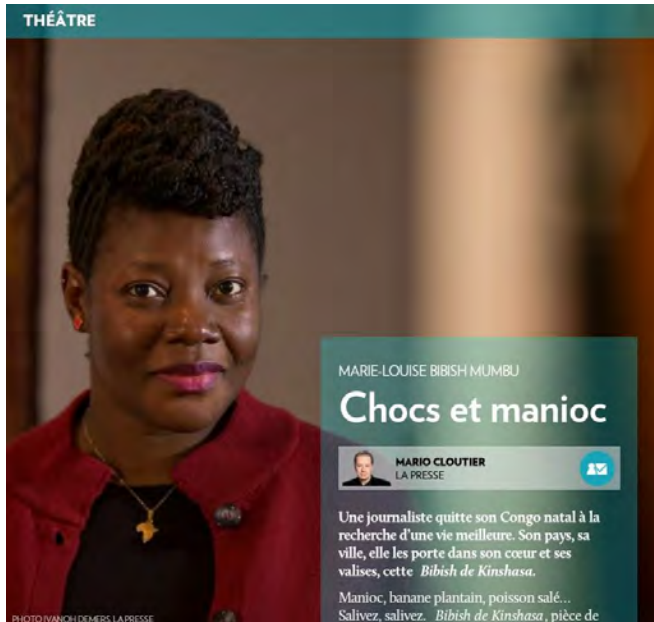 THÉÂTRE
MARIE-LOUISE BIBISH MUMBU
Chocs et manioc
MARIO CLOUTIER
LA PRESSE
Une journaliste quitte son Congo natal à la
recherche d'une vie meilleure. Son pays, sa
ville, elle les porte dans son cœur et ses
valises, cette Bibish de Kinshasa.
Manioc, banane plantain, poisson salé…
Salivez, salivez. Bibish de Kinshasa, pièce de
PHOTO IVANOH DEMERS, LA PRESSE